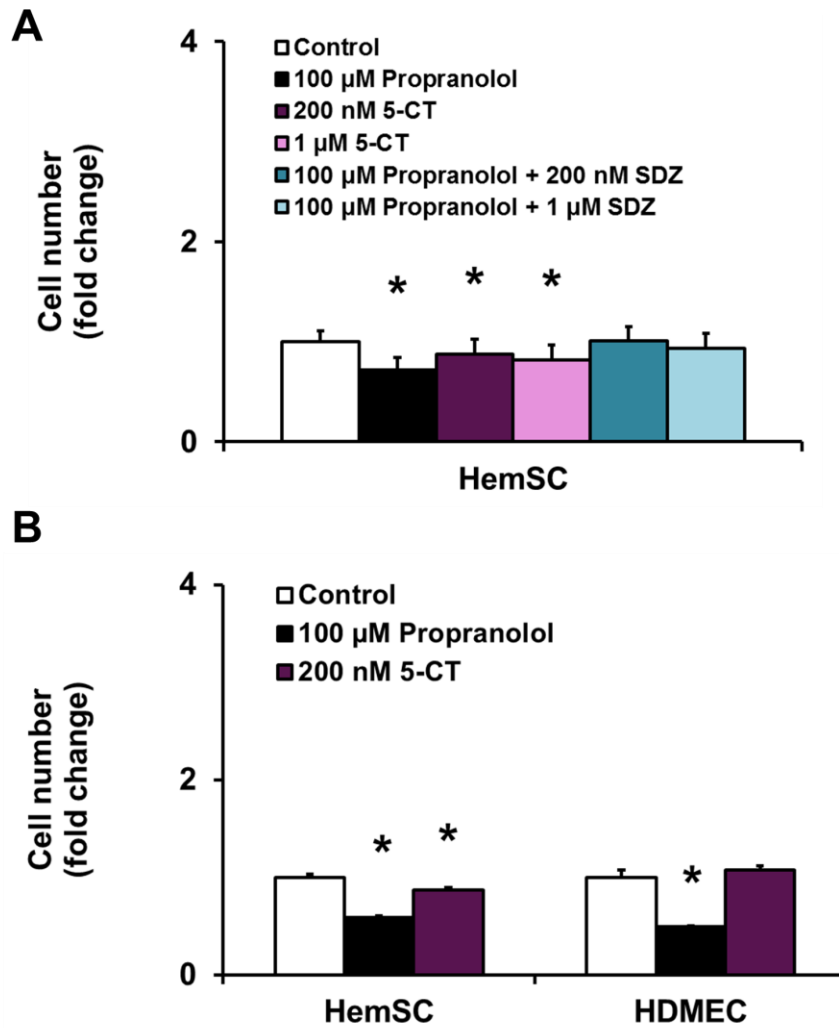 A
4
2
0
Cell number
(fold change)
Control
100 µM Propranolol
200 nM 5-CT
1 µM 5-CT
100 µM Propranolol + 200 nM SDZ
100 µM Propranolol + 1 µM SDZ
* * *
HemSC
B
4
2
0
Cell number
(fold change)
Control
100 µM Propranolol
200 nM 5-CT
* * *
HemSC HDMEC